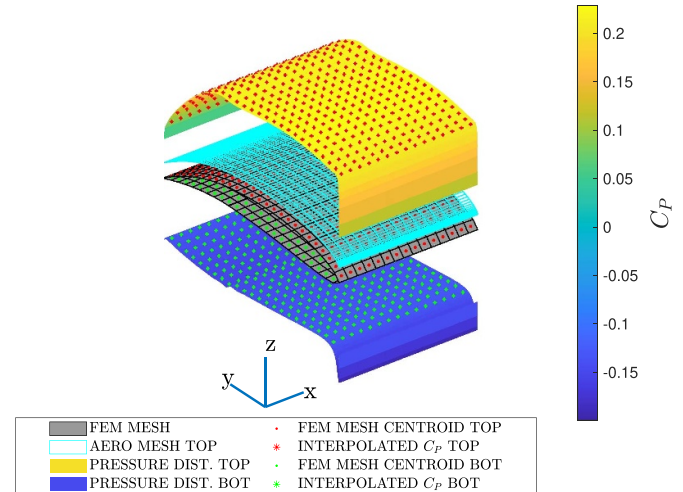 0.2
0.15
0.1
0.05
0
-0.05
-0.1
-0.15
C_P
z
y
x
FEM MESH
AERO MESH TOP
PRESSURE DIST. TOP
PRESSURE DIST. BOT
FEM MESH CENTROID TOP
INTERPOLATED C_P TOP
FEM MESH CENTROID BOT
INTERPOLATED C_P BOT